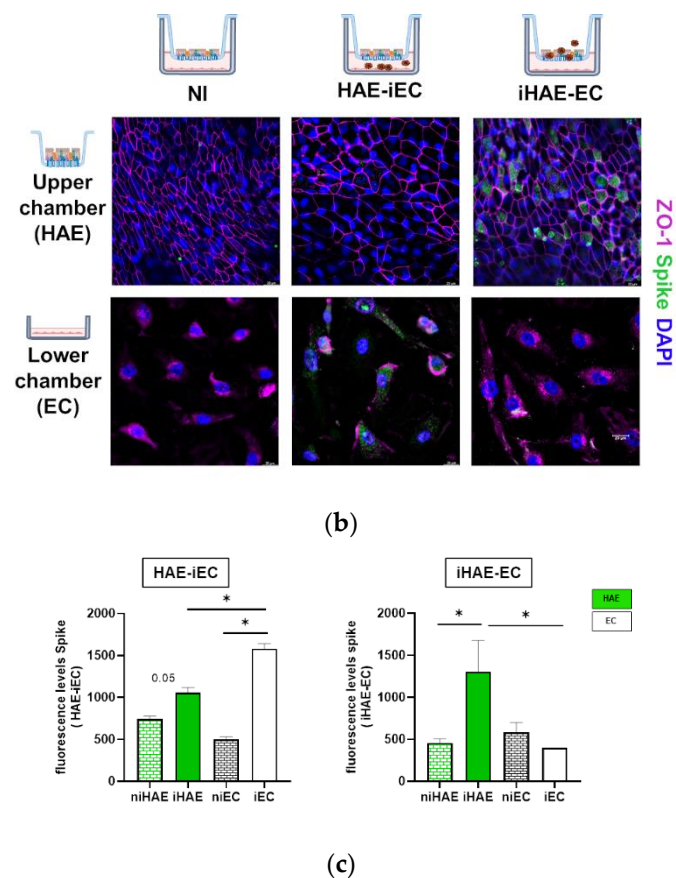 NI
HAE-iEC
iHAE-EC
Upper
chamber
(HAE)
Lower
chamber
(EC)
ZO-1 Spike DAPI
20 µm
(b)
HAE-iEC
fluorescence levels Spike
( HAE-iEC)
2000
1500
1000
500
0
0.05
*
*
niHAE iHAE niEC iEC
iHAE-EC
fluorescence levels spike
( iHAE-EC)
2000
1500
1000
500
0
*
*
niHAE iHAE niEC iEC
HAE
EC
(c)